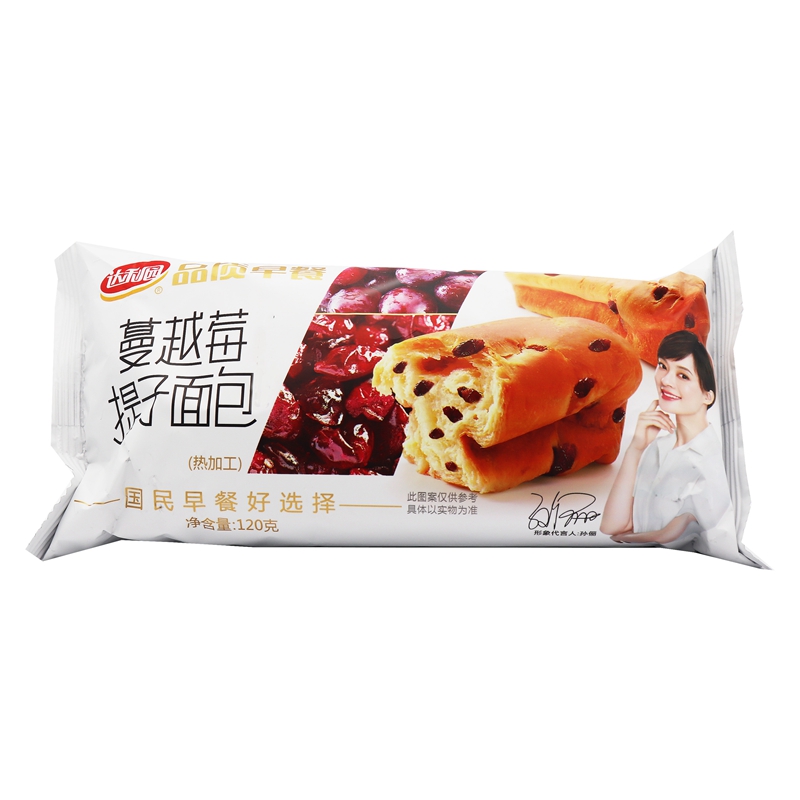 达利园
®
品质早餐
蔓越莓
提子面包
(热加工)
国民早餐好选择
净含量:120克
此图案仅供参考
具体以实物为准
形象代言人:孙俪